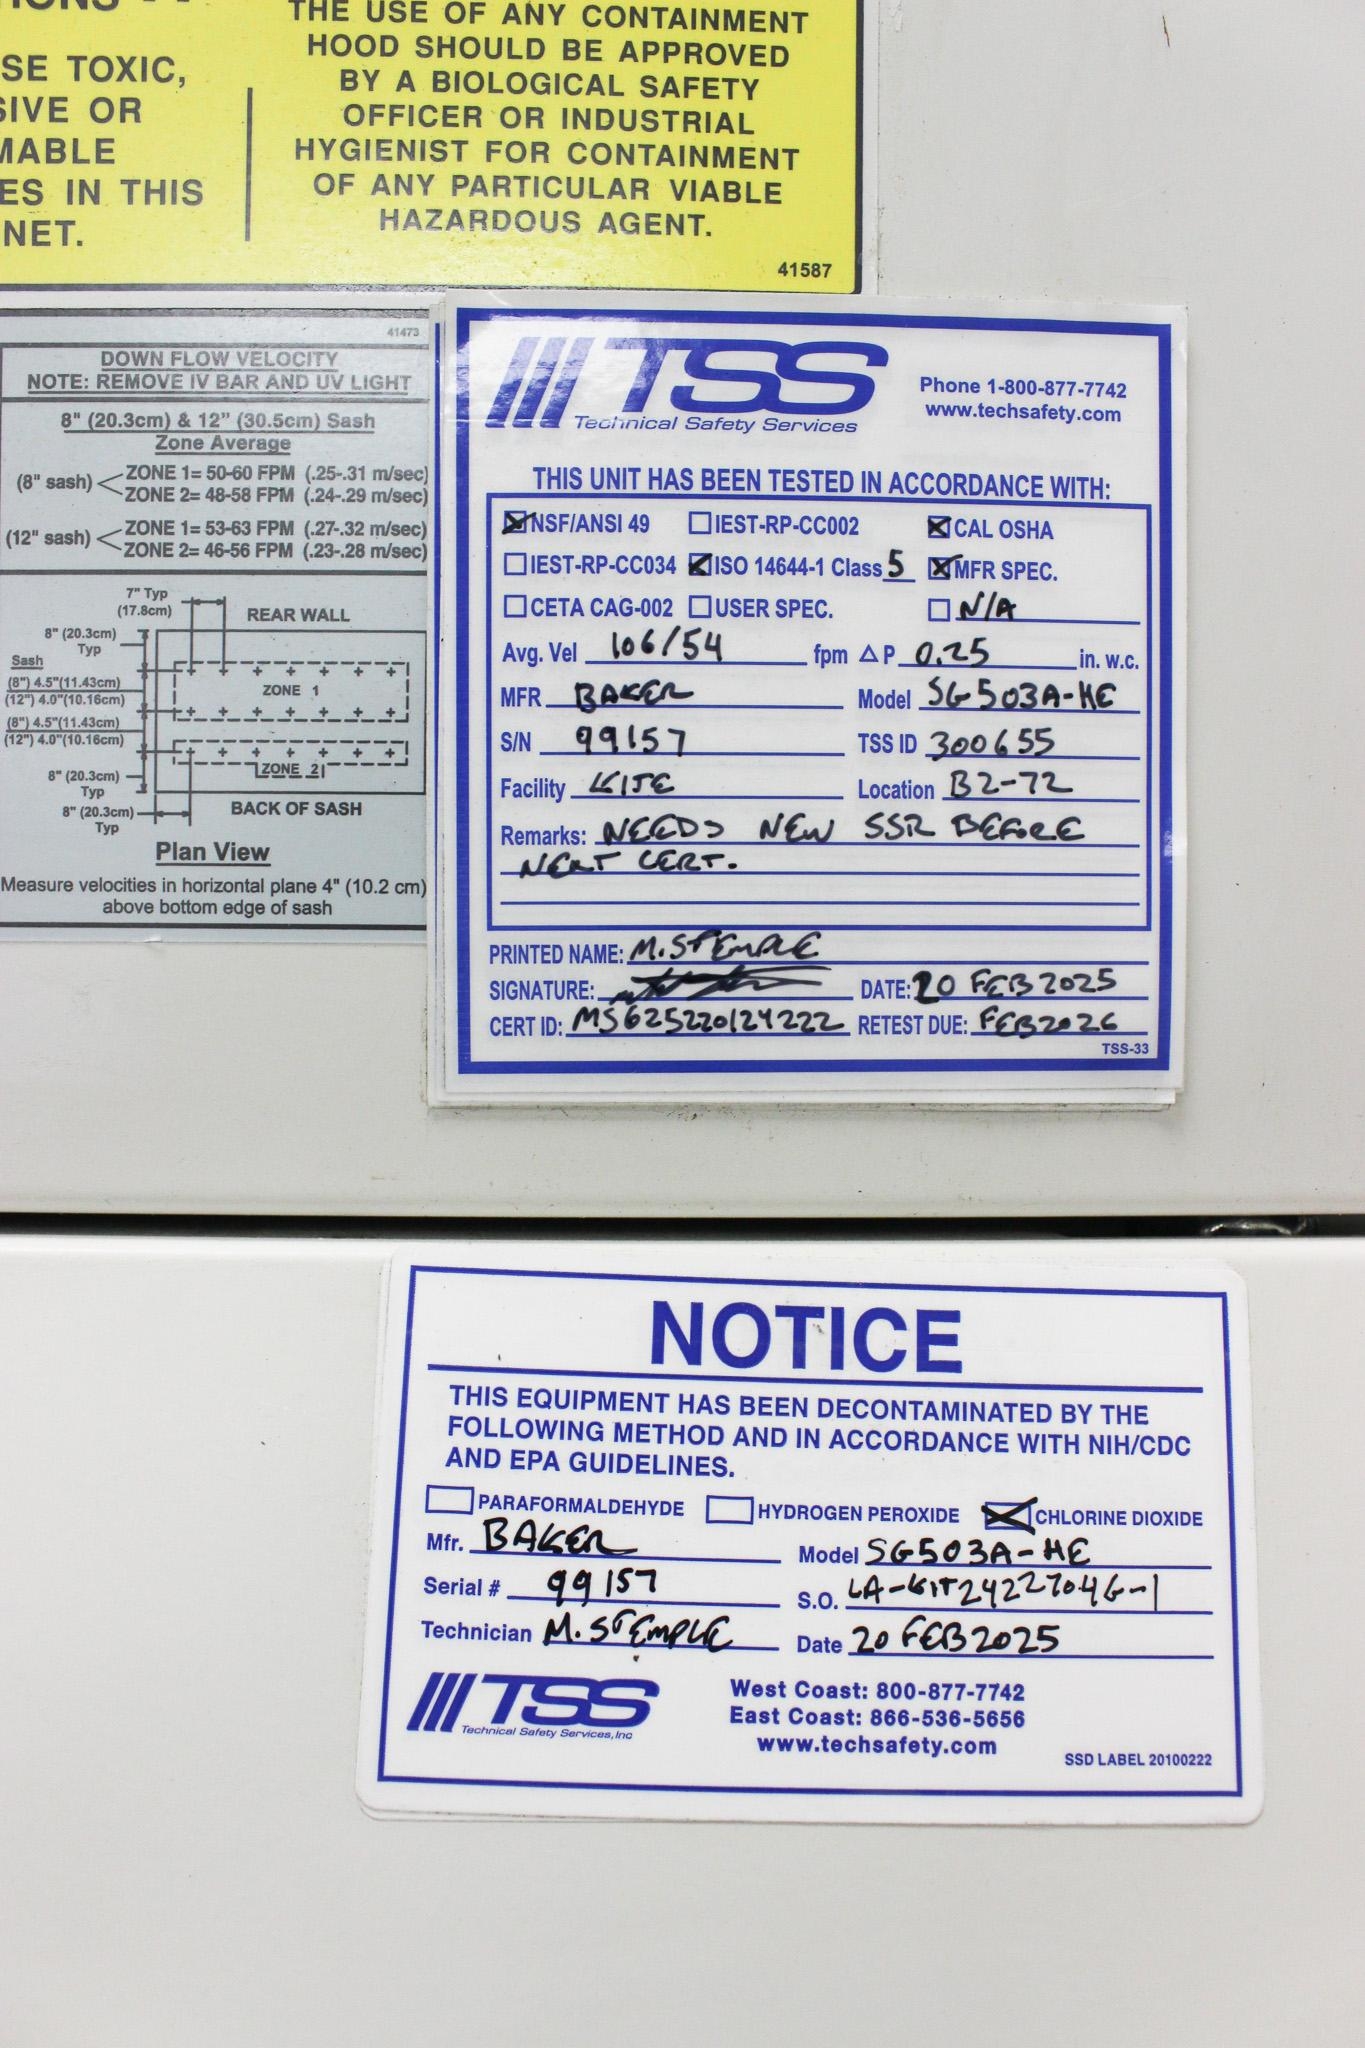 THE USE OF ANY CONTAINMENT
HOOD SHOULD BE APPROVED
BY A BIOLOGICAL SAFETY
OFFICER OR INDUSTRIAL
HYGIENIST FOR CONTAINMENT
OF ANY PARTICULAR VIABLE
HAZARDOUS AGENT.
41587
SE TOXIC,
SIVE OR
MABLE
ES IN THIS
NET.
41473
DOWN FLOW VELOCITY
NOTE: REMOVE IV BAR AND UV LIGHT
8" (20.3cm) & 12" (30.5cm) Sash
Zone Average
(8" sash) ZONE 1= 50-60 FPM (.25-.31 m/sec)
ZONE 2= 48-58 FPM (.24-.29 m/sec)
(12" sash) ZONE 1= 53-63 FPM (.27-.32 m/sec)
ZONE 2= 46-56 FPM (.23-.28 m/sec)
7" Typ
(17.8cm)
REAR WALL
8" (20.3cm)
Typ
Sash
(8") 4.5"(11.43cm)
(12") 4.0"(10.16cm)
(8") 4.5"(11.43cm)
(12") 4.0"(10.16cm)
ZONE 1
ZONE 2
8" (20.3cm)
Typ
8" (20.3cm)
Typ
BACK OF SASH
Plan View
Measure velocities in horizontal plane 4" (10.2 cm)
above bottom edge of sash
TSS
Technical Safety Services
Phone 1-800-877-7742
www.techsafety.com
THIS UNIT HAS BEEN TESTED IN ACCORDANCE WITH:
NSF/ANSI 49 IEST-RP-CC002 CAL OSHA
IEST-RP-CC034 ISO 14644-1 Class 5 MFR SPEC.
CETA CAG-002 USER SPEC. N/A
Avg. Vel 106/54 fpm Δ P 0.25 in. w.c.
MFR BAKER Model SG503A-HE
S/N 99157 TSS ID 300655
Facility KITE Location B2-72
Remarks: NEEDS NEW SSR BEFORE
NEXT CERT.
PRINTED NAME: M. STEMPLE
SIGNATURE: DATE: 20 FEB 2025
CERT ID: MS625220124222 RETEST DUE: FEB 2026
TSS-33
NOTICE
THIS EQUIPMENT HAS BEEN DECONTAMINATED BY THE
FOLLOWING METHOD AND IN ACCORDANCE WITH NIH/CDC
AND EPA GUIDELINES.
PARAFORMALDEHYDE HYDROGEN PEROXIDE CHLORINE DIOXIDE
Mfr. BAKER Model SG503A-HE
Serial # 99157 S.O. LA-KIT2422704G-1
Technician M. STEMPLE Date 20 FEB 2025
TSS
Technical Safety Services, Inc
West Coast: 800-877-7742
East Coast: 866-536-5656
www.techsafety.com
SSD LABEL 20100222